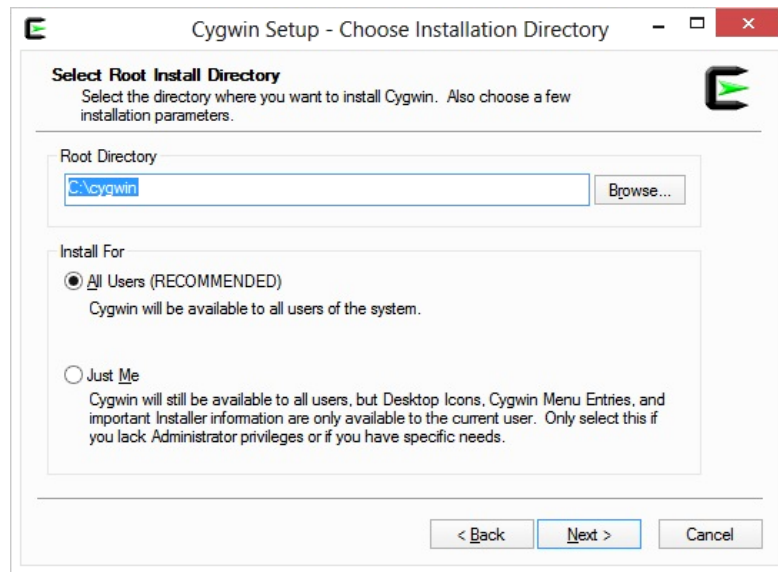 Cygwin Setup - Choose Installation Directory
Select Root Install Directory
Select the directory where you want to install Cygwin. Also choose a few
installation parameters.
Root Directory
C:\cygwin
Browse...
Install For
All Users (RECOMMENDED)
Cygwin will be available to all users of the system.
Just Me
Cygwin will still be available to all users, but Desktop Icons, Cygwin Menu Entries, and
important Installer information are only available to the current user. Only select this if
you lack Administrator privileges or if you have specific needs.
< Back
Next >
Cancel